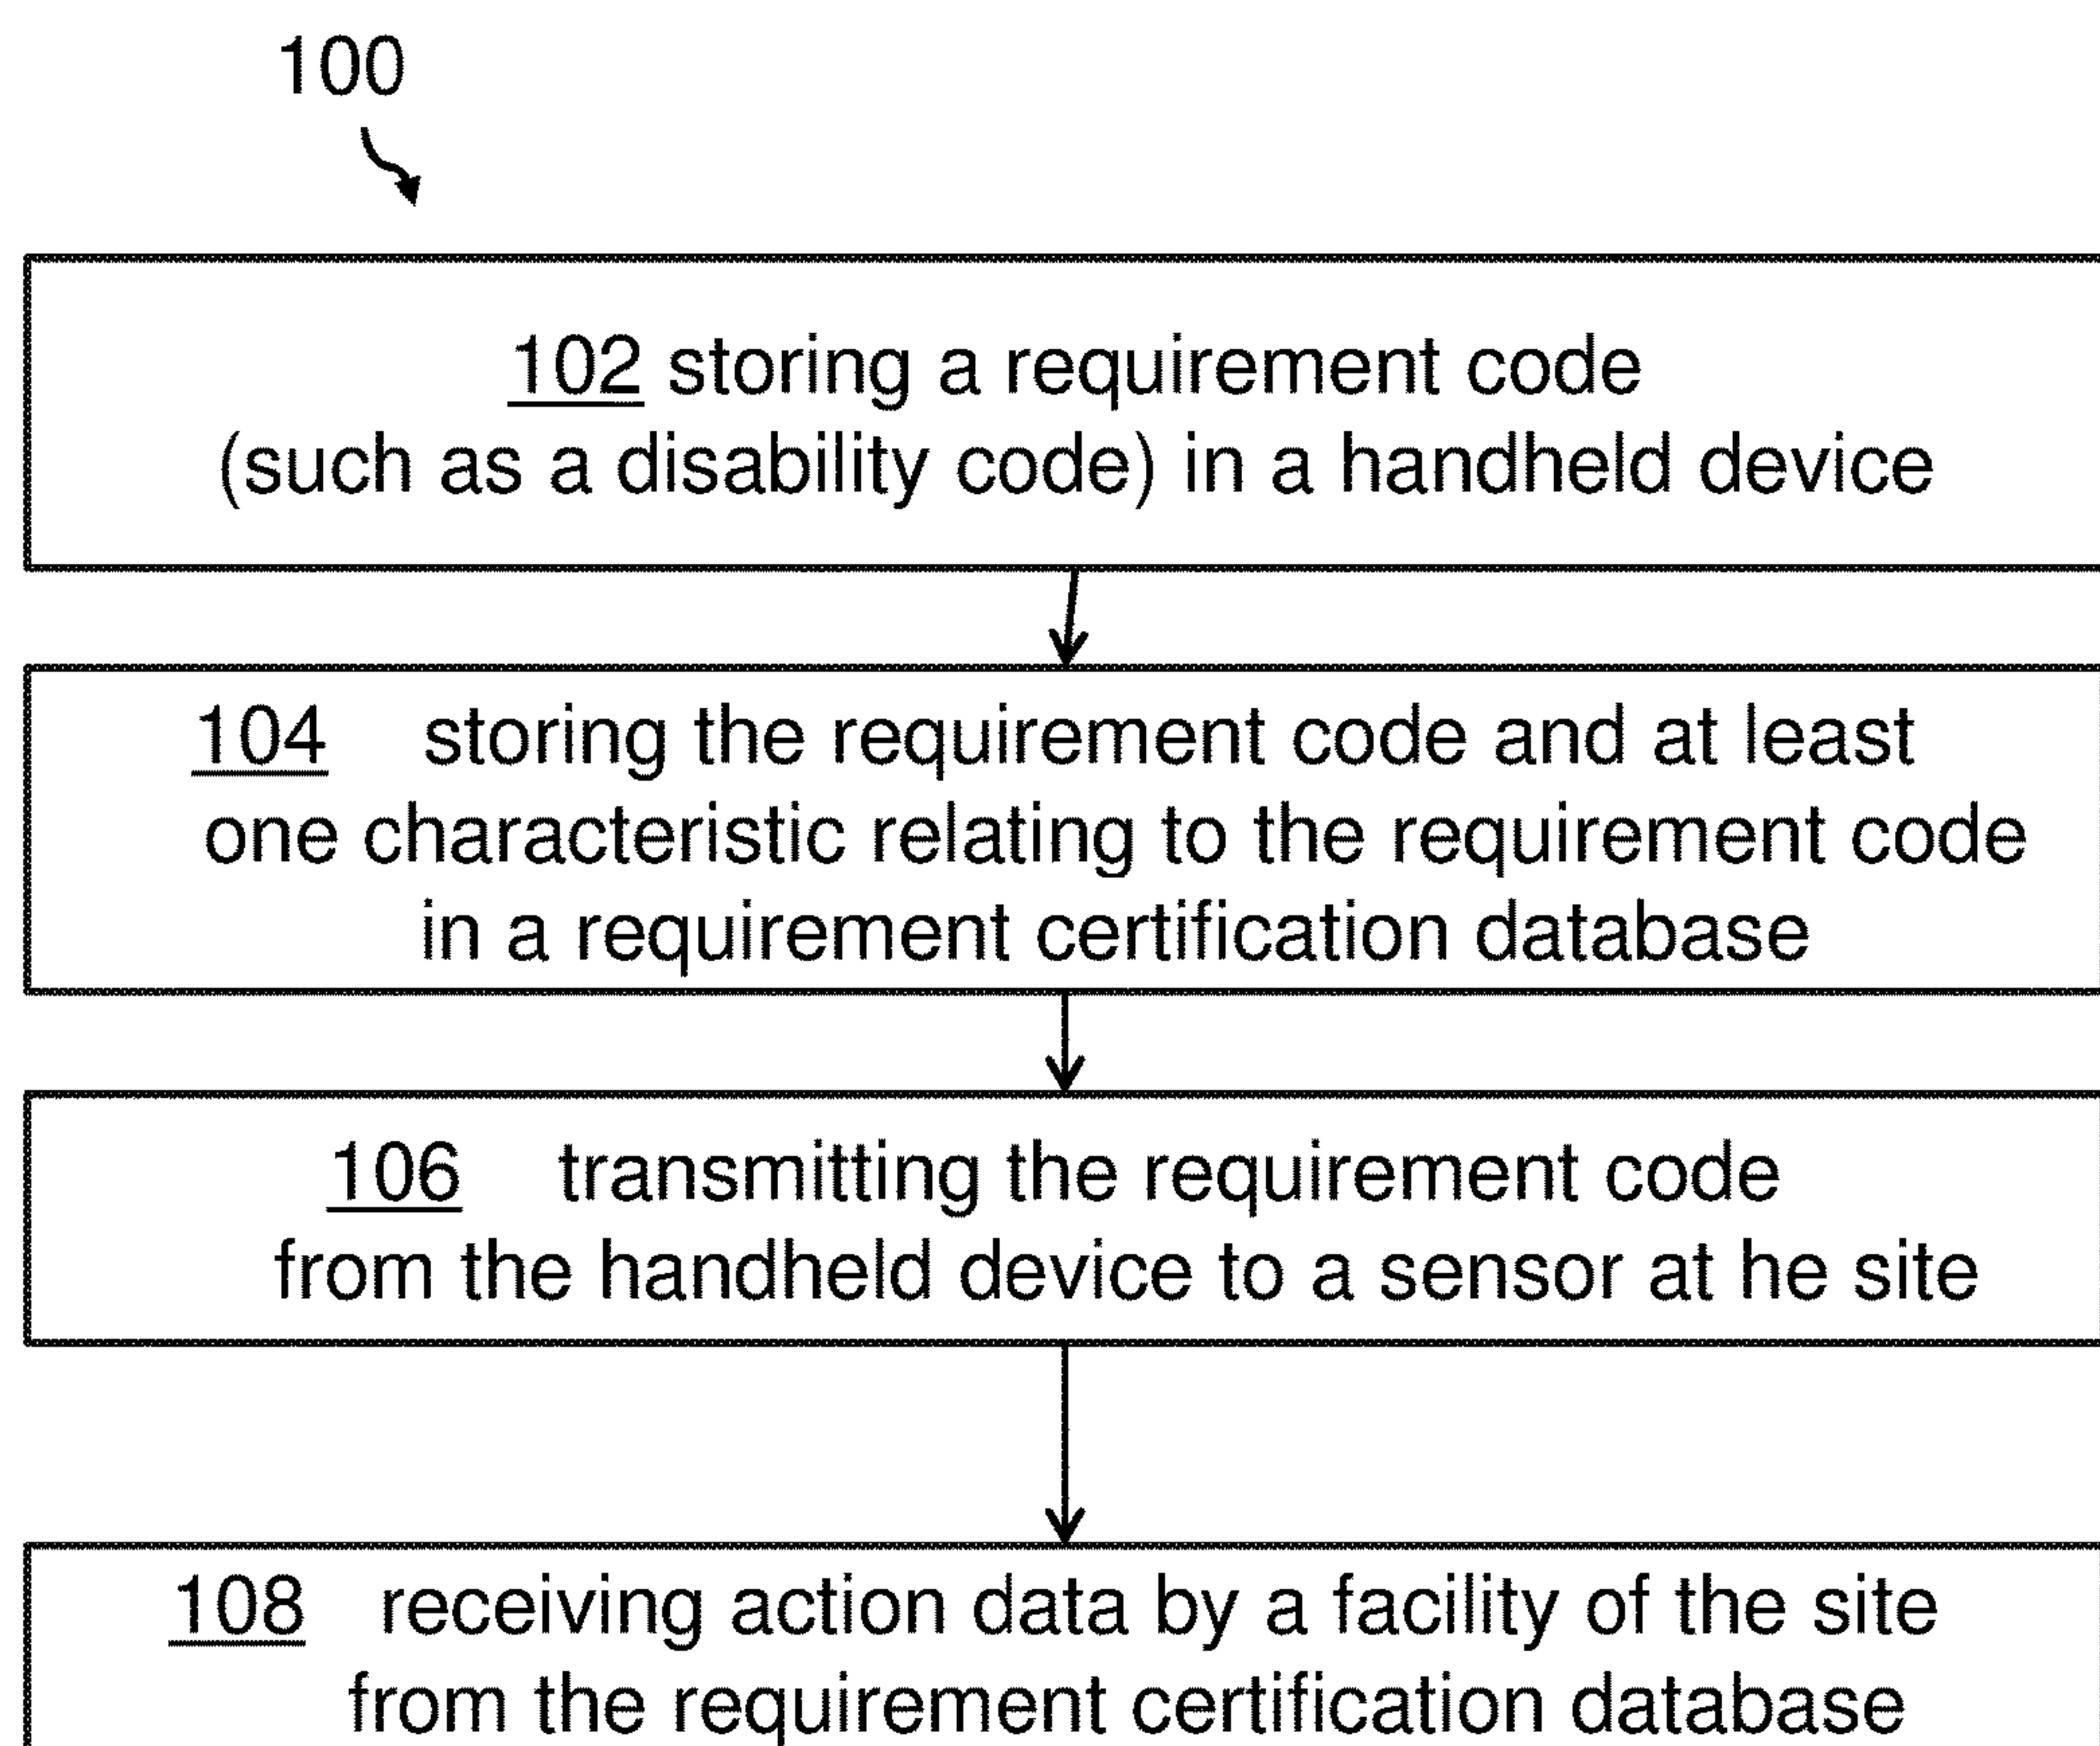 100
102 storing a requirement code
(such as a disability code) in a handheld device
104 storing the requirement code and at least
one characteristic relating to the requirement code
in a requirement certification database
106 transmitting the requirement code
from the handheld device to a sensor at he site
108 receiving action data by a facility of the site
from the requirement certification database